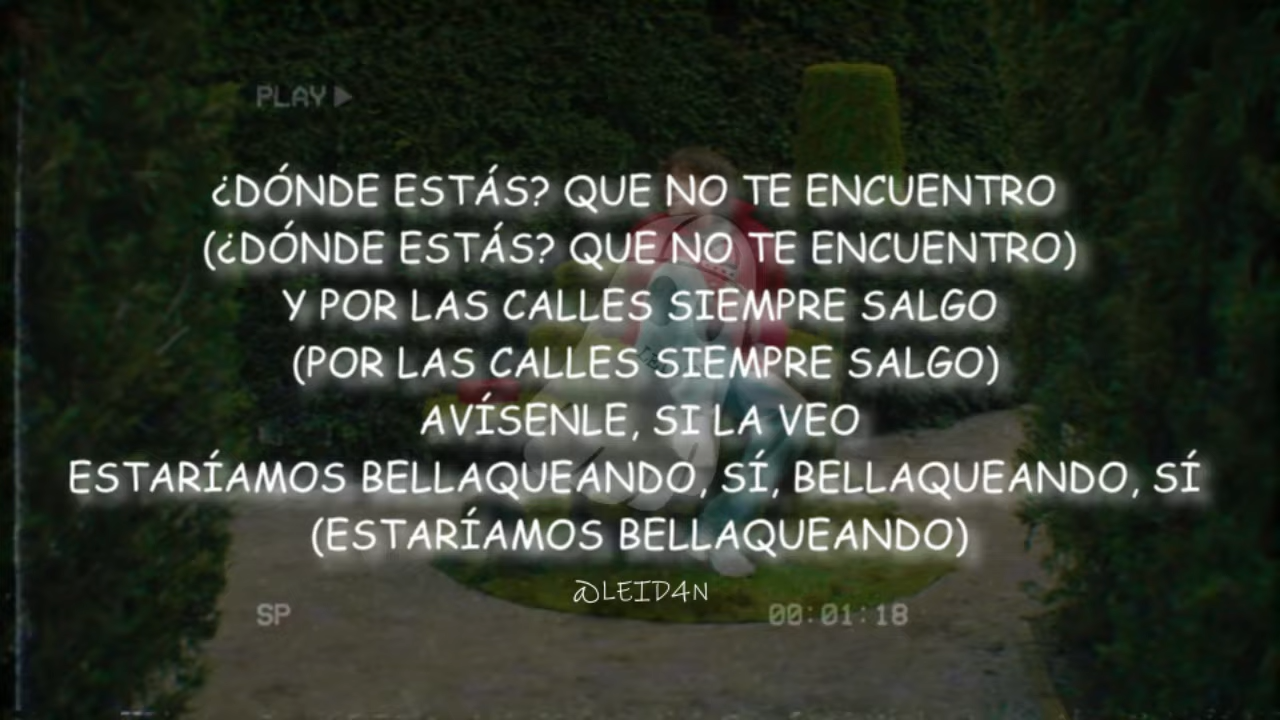 PLAY
¿DÓNDE ESTÁS? QUE NO TE ENCUENTRO
(¿DÓNDE ESTÁS? QUE NO TE ENCUENTRO)
Y POR LAS CALLES SIEMPRE SALGO
(POR LAS CALLES SIEMPRE SALGO)
AVÍSENLE, SI LA VEO
ESTARÍAMOS BELLAQUEANDO, SÍ, BELLAQUEANDO, SÍ
(ESTARÍAMOS BELLAQUEANDO)
@LEID4N
SP 00:01:18